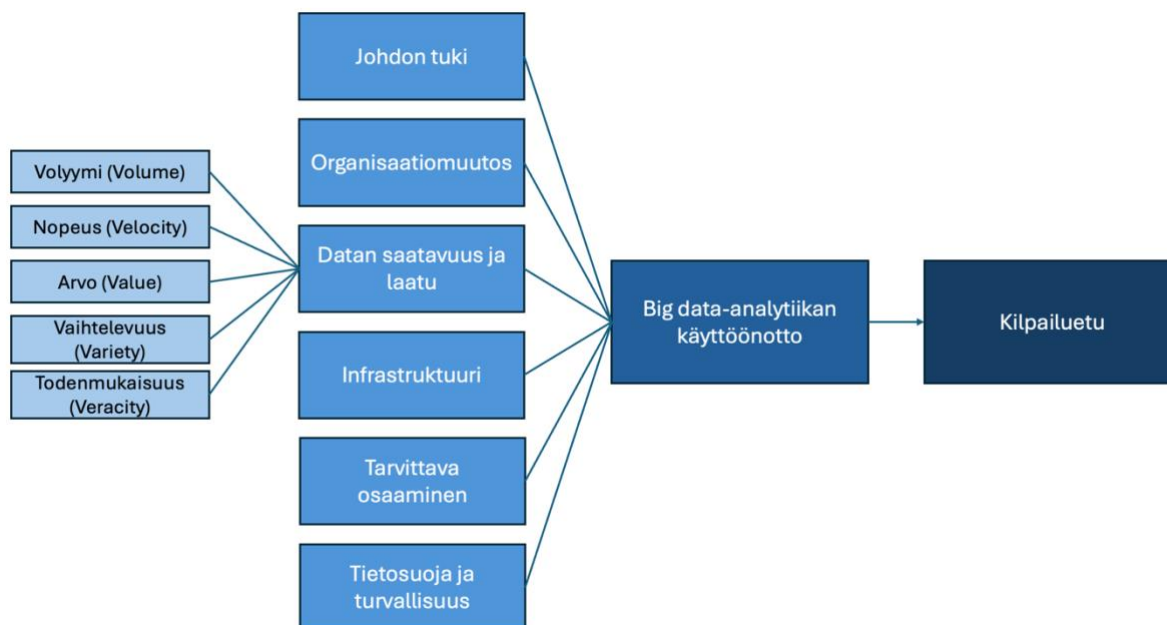 Volyymi (Volume)
Nopeus (Velocity)
Arvo (Value)
Vaihtelevuus
(Variety)
Todenmukaisuus
(Veracity)
Johdon tuki
Organisaatiomuutos
Datan saatavuus ja
laatu
Infrastruktuuri
Tarvittava
osaaminen
Tietosuoja ja
turvallisuus
Big data-analytiikan
käyttöönotto
Kilpailuetu